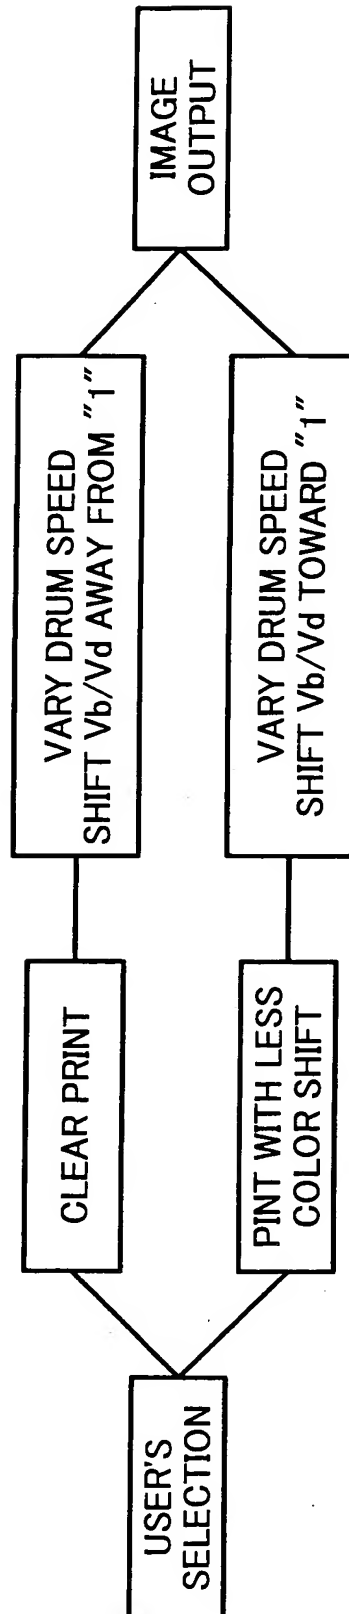 USER'S
SELECTION
CLEAR PRINT
PINT WITH LESS
COLOR SHIFT
VARY DRUM SPEED
SHIFT Vb/Vd AWAY FROM "1"
VARY DRUM SPEED
SHIFT Vb/Vd TOWARD "1"
IMAGE
OUTPUT